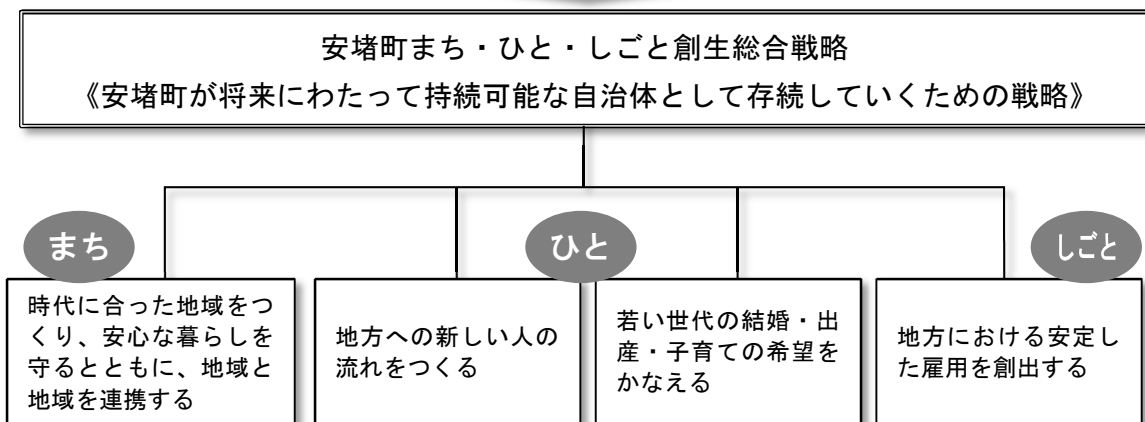 安堵町まち・ひと・しごと創生総合戦略
《安堵町が将来にわたって持続可能な自治体として存続していくための戦略》
まち
ひと
しごと
時代に合った地域をつ
くり、安心な暮らしを
守るとともに、地域と
地域を連携する
地方への新しい人の
流れをつくる
若い世代の結婚・出
産・子育ての希望を
かなえる
地方における安定し
た雇用を創出する